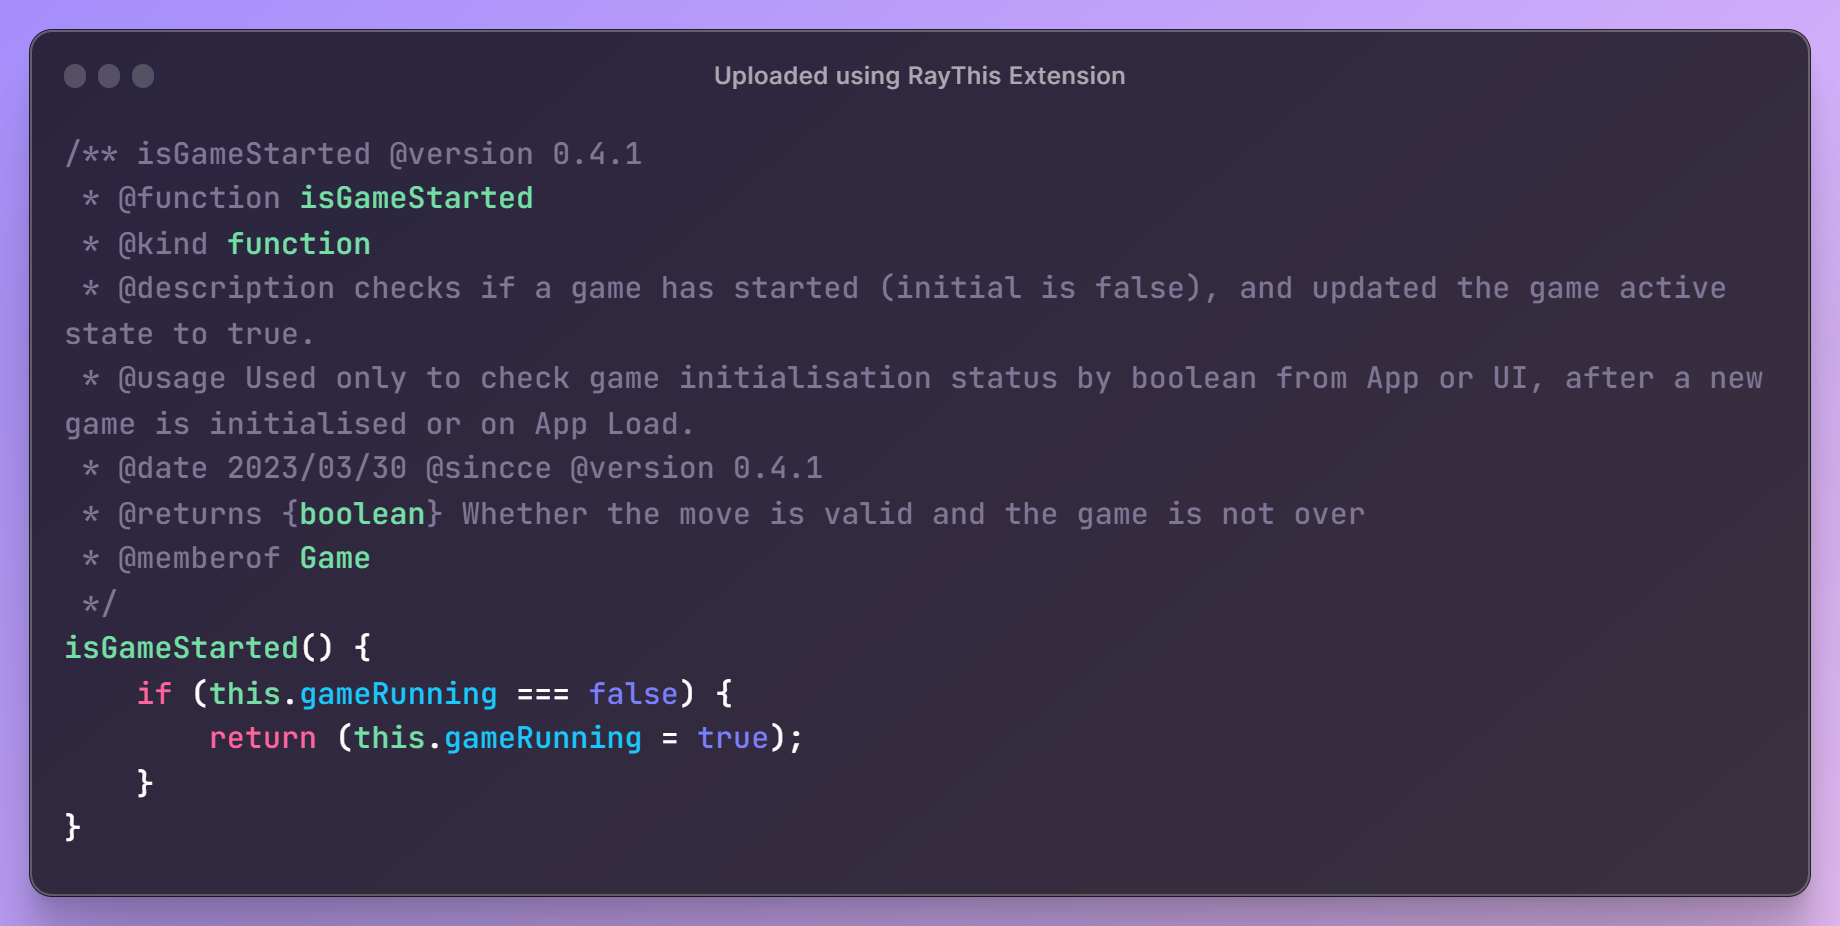 Uploaded using RayThis Extension
/** isGameStarted @version 0.4.1
 * @function isGameStarted
 * @kind function
 * @description checks if a game has started (initial is false), and updated the game active
state to true.
 * @usage Used only to check game initialisation status by boolean from App or UI, after a new
game is initialised or on App Load.
 * @date 2023/03/30 @sincce @version 0.4.1
 * @returns {boolean} Whether the move is valid and the game is not over
 * @memberof Game
 */
isGameStarted() {
    if (this.gameRunning === false) {
        return (this.gameRunning = true);
    }
}